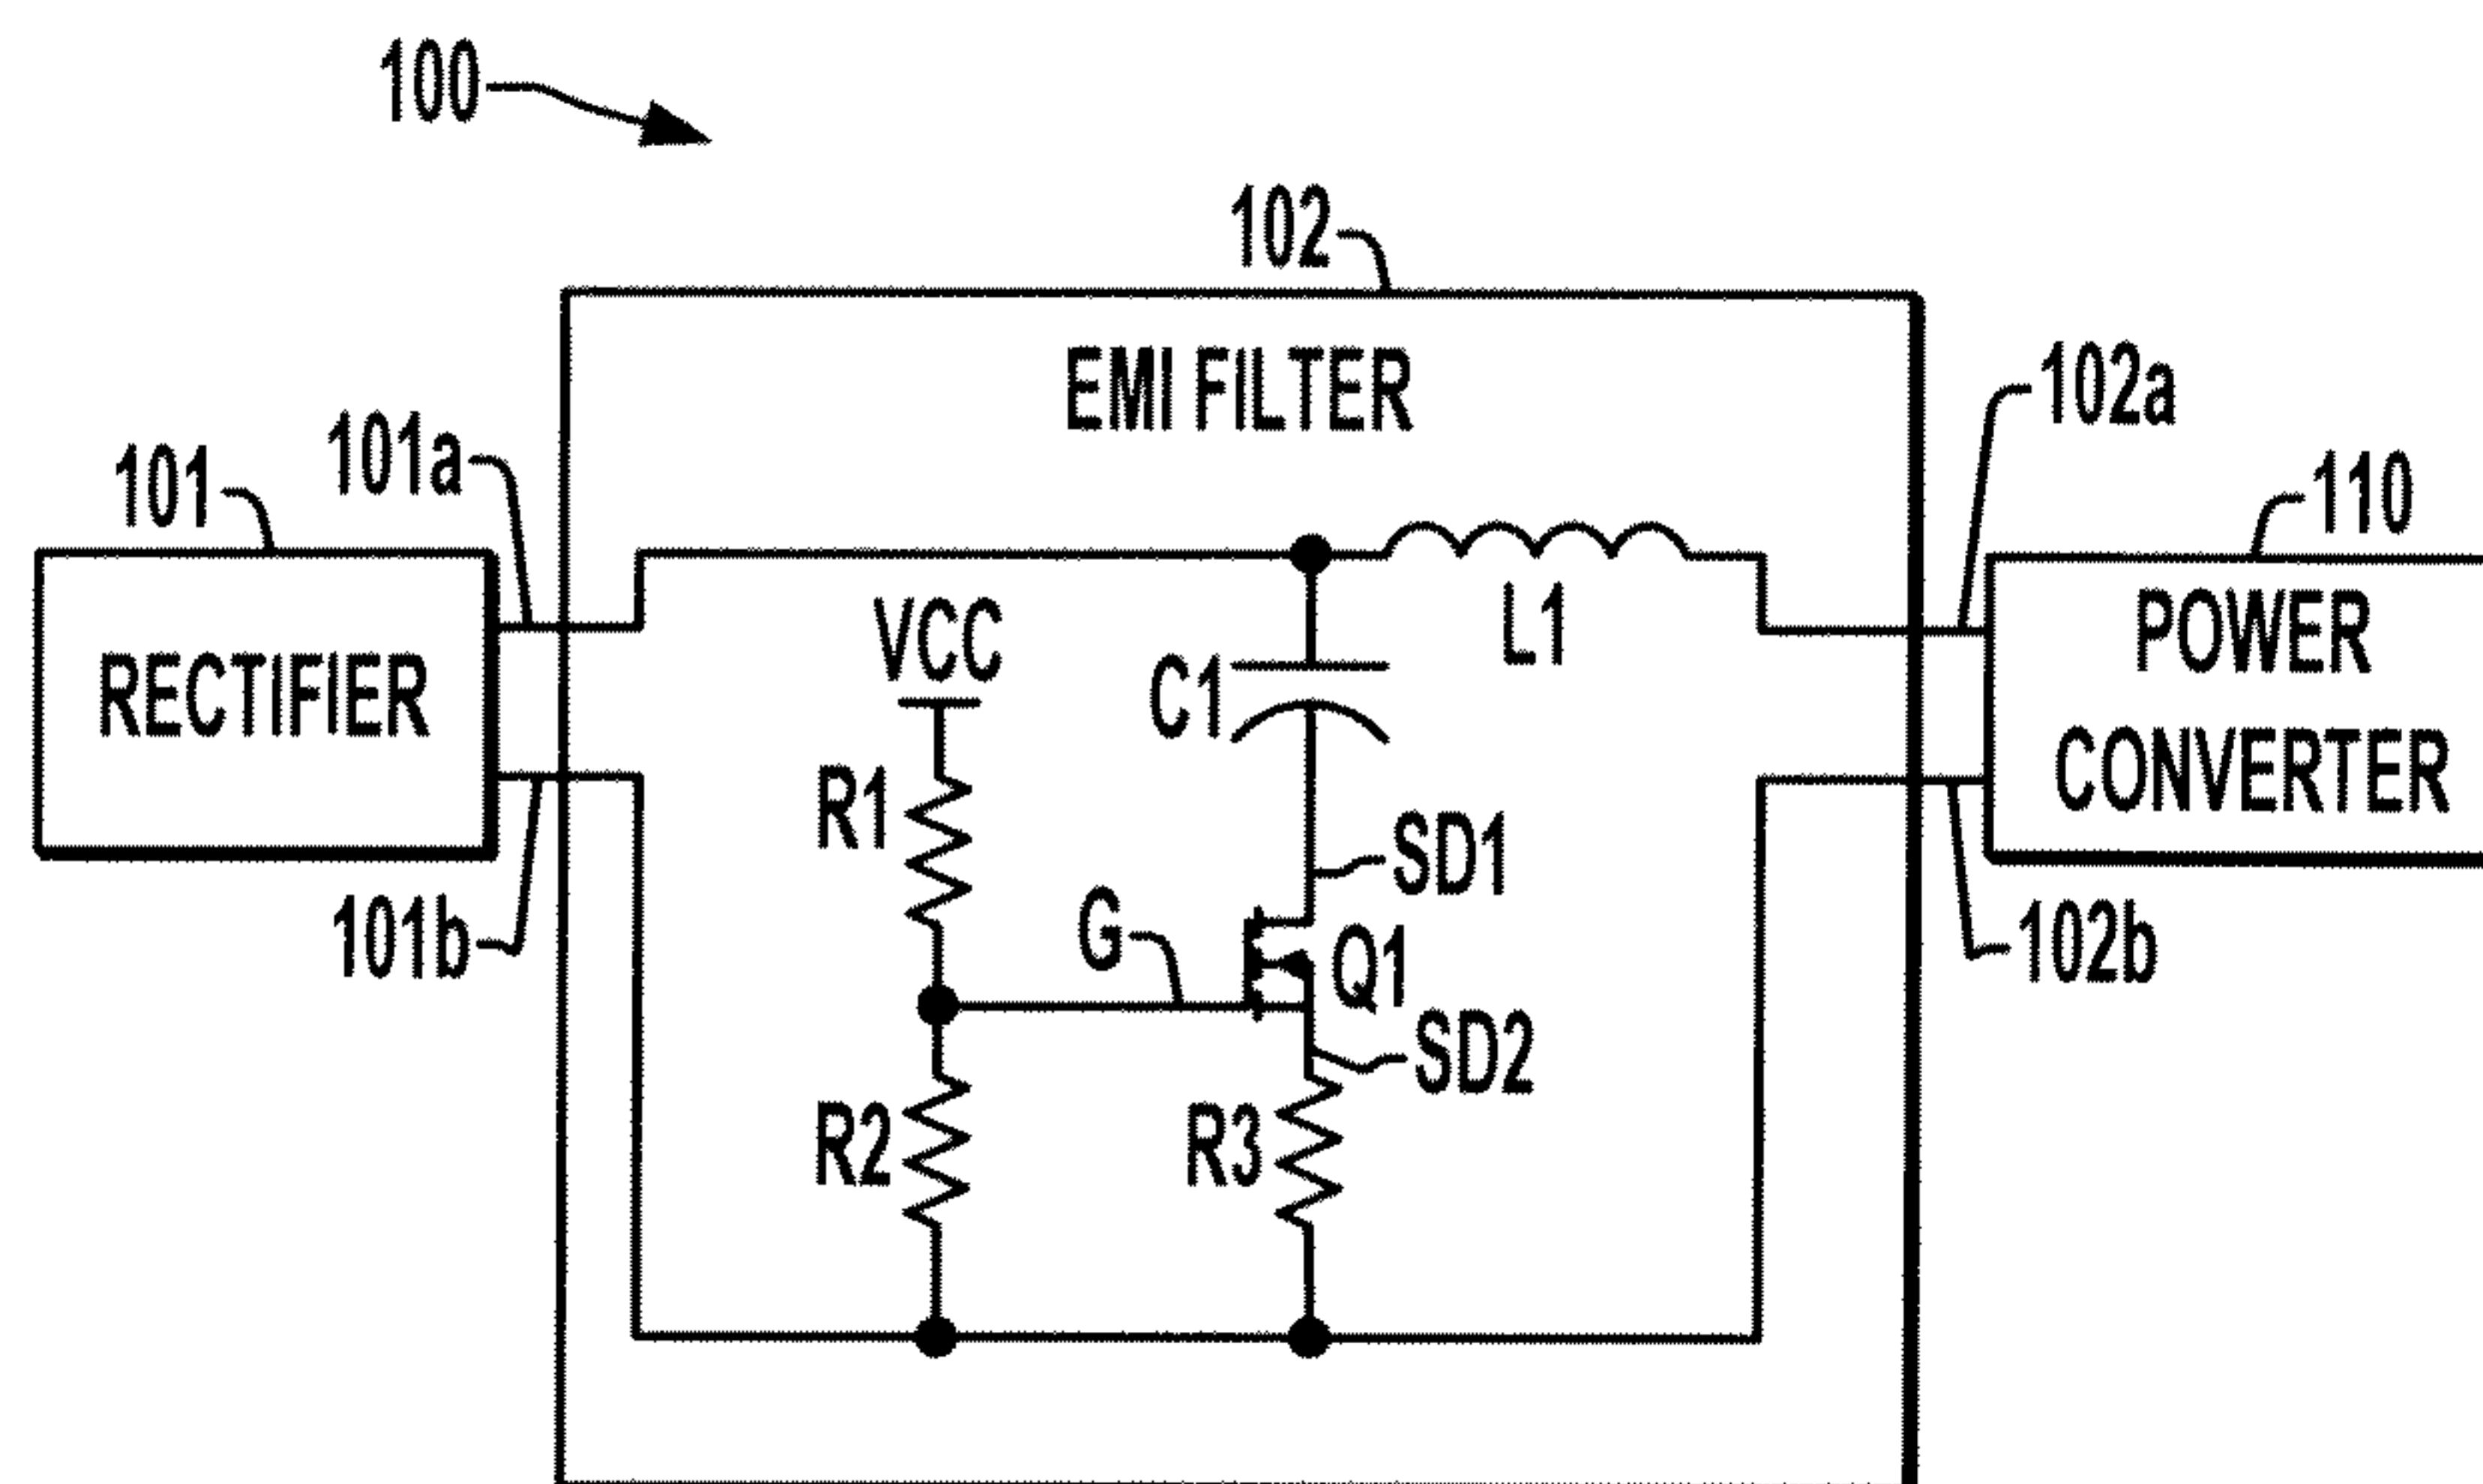 100
102
EMI FILTER
102a
101a
101
110
L1
VCC
POWER
CONVERTER
RECTIFIER
C1
R1
SD1
G
Q1
101b
102b
SD2
R2
R3